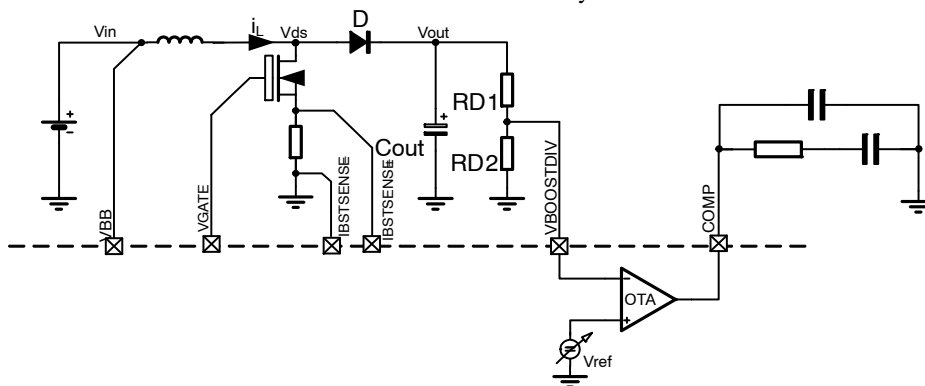 Vin
iL
Vds
D
Vout
RD1
RD2
Cout
VBB
VGATE
IBSTSENSE
IBSTSENSE
VBOOSTDIV
COMP
OTA
Vref